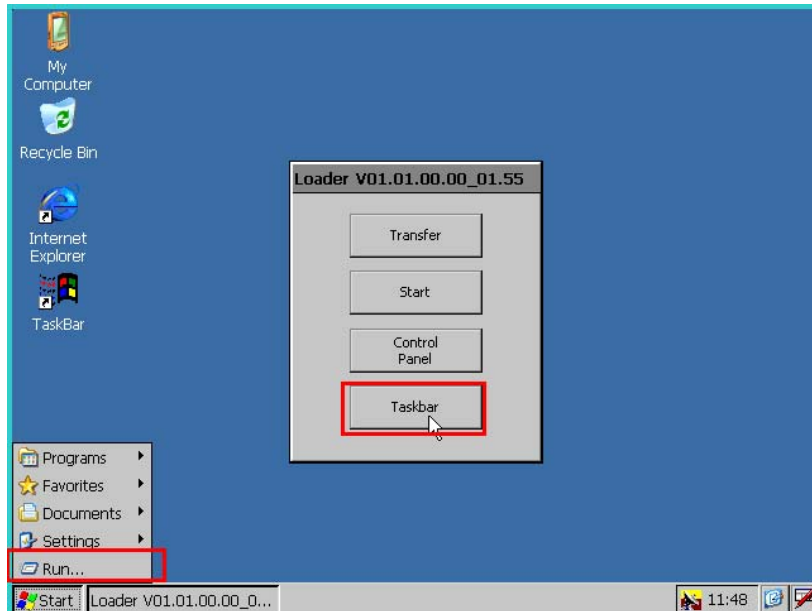 My
Computer
Recycle Bin
Internet
Explorer
TaskBar
Loader V01.01.00.00_01.55
Transfer
Start
Control
Panel
Taskbar
Programs
Favorites
Documents
Settings
Run...
Start
Loader V01.01.00.00_0...
11:48